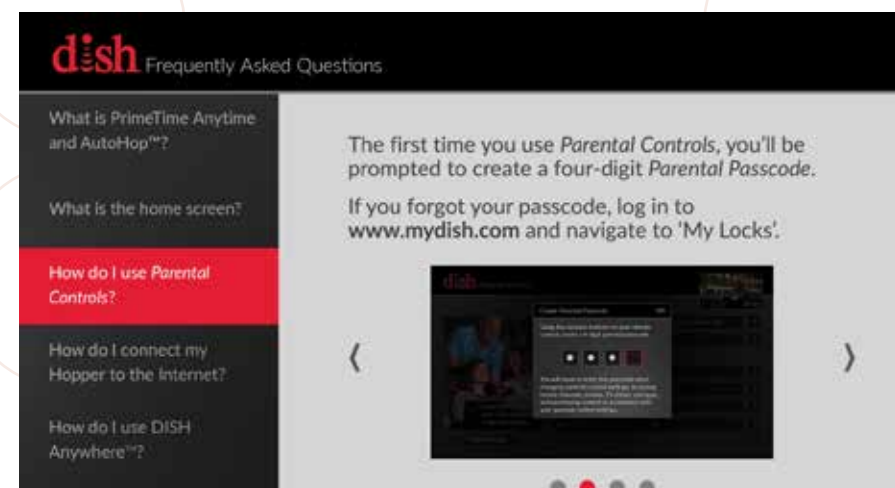 dish Frequently Asked Questions
What is PrimeTime Anytime
and AutoHop™?
What is the home screen?
How do I use Parental
Controls?
How do I connect my
Hopper to the Internet?
How do I use DISH
Anywhere™?
The first time you use Parental Controls, you'll be
prompted to create a four-digit Parental Passcode.
If you forgot your passcode, log in to
www.mydish.com and navigate to 'My Locks'.
dish